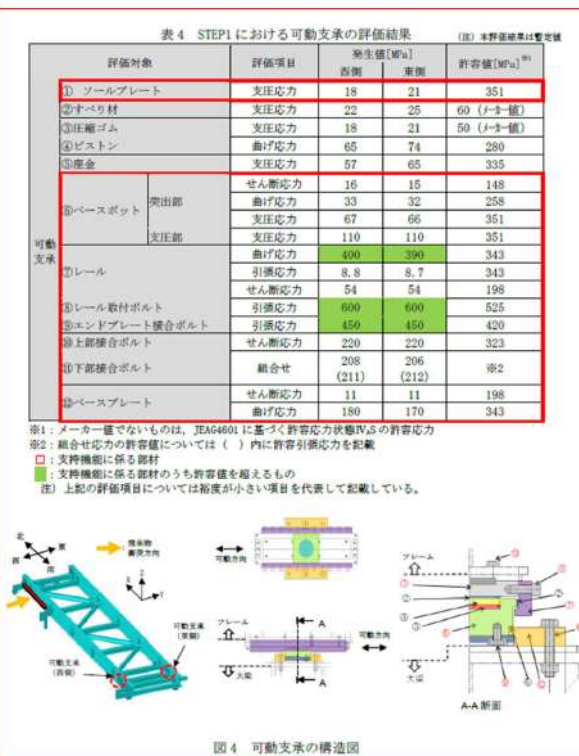 表4 STEP1における可動支承の評価結果
(注) 本評価結果は暫定値
評価対象 評価項目 発生値[MPa] 許容値[MPa]※1
西側 東側
可動支承
① ソールプレート 支圧応力 18 21 351
②すべり材 支圧応力 22 25 60 (メーカー値)
③圧縮ゴム 支圧応力 18 21 50 (メーカー値)
④ピストン 曲げ応力 65 74 280
⑤座金 支圧応力 57 65 335
⑥ベースポット 突出部 せん断応力 16 15 148
曲げ応力 33 32 258
支圧応力 67 66 351
支圧部 支圧応力 110 110 351
⑦レール 曲げ応力 400 390 343
引張応力 8.8 8.7 343
せん断応力 54 54 198
⑧レール取付ボルト 引張応力 600 600 525
⑨エンドプレート接合ボルト 引張応力 450 450 420
⑩上部接合ボルト せん断応力 220 220 323
⑪下部接合ボルト 組合せ 208 (211) 206 (212) ※2
⑫ベースプレート せん断応力 11 11 198
曲げ応力 180 170 343
※1：メーカー値でないものは，JEAG4601に基づく許容応力状態ⅣASの許容応力
※2：組合せ応力の許容値については（ ）内に許容引張応力を記載
：支持機能に係る部材
：支持機能に係る部材のうち許容値を超えるもの
注）上記の評価項目については裕度が小さい項目を代表して記載している。
北 東 西 南
衝突方向
X Z Y
可動支承
(西側)
可動支承
(東側)
可動方向
フレーム
大梁
A
A
可動方向
フレーム
大梁
A-A 断面
図4 可動支承の構造図